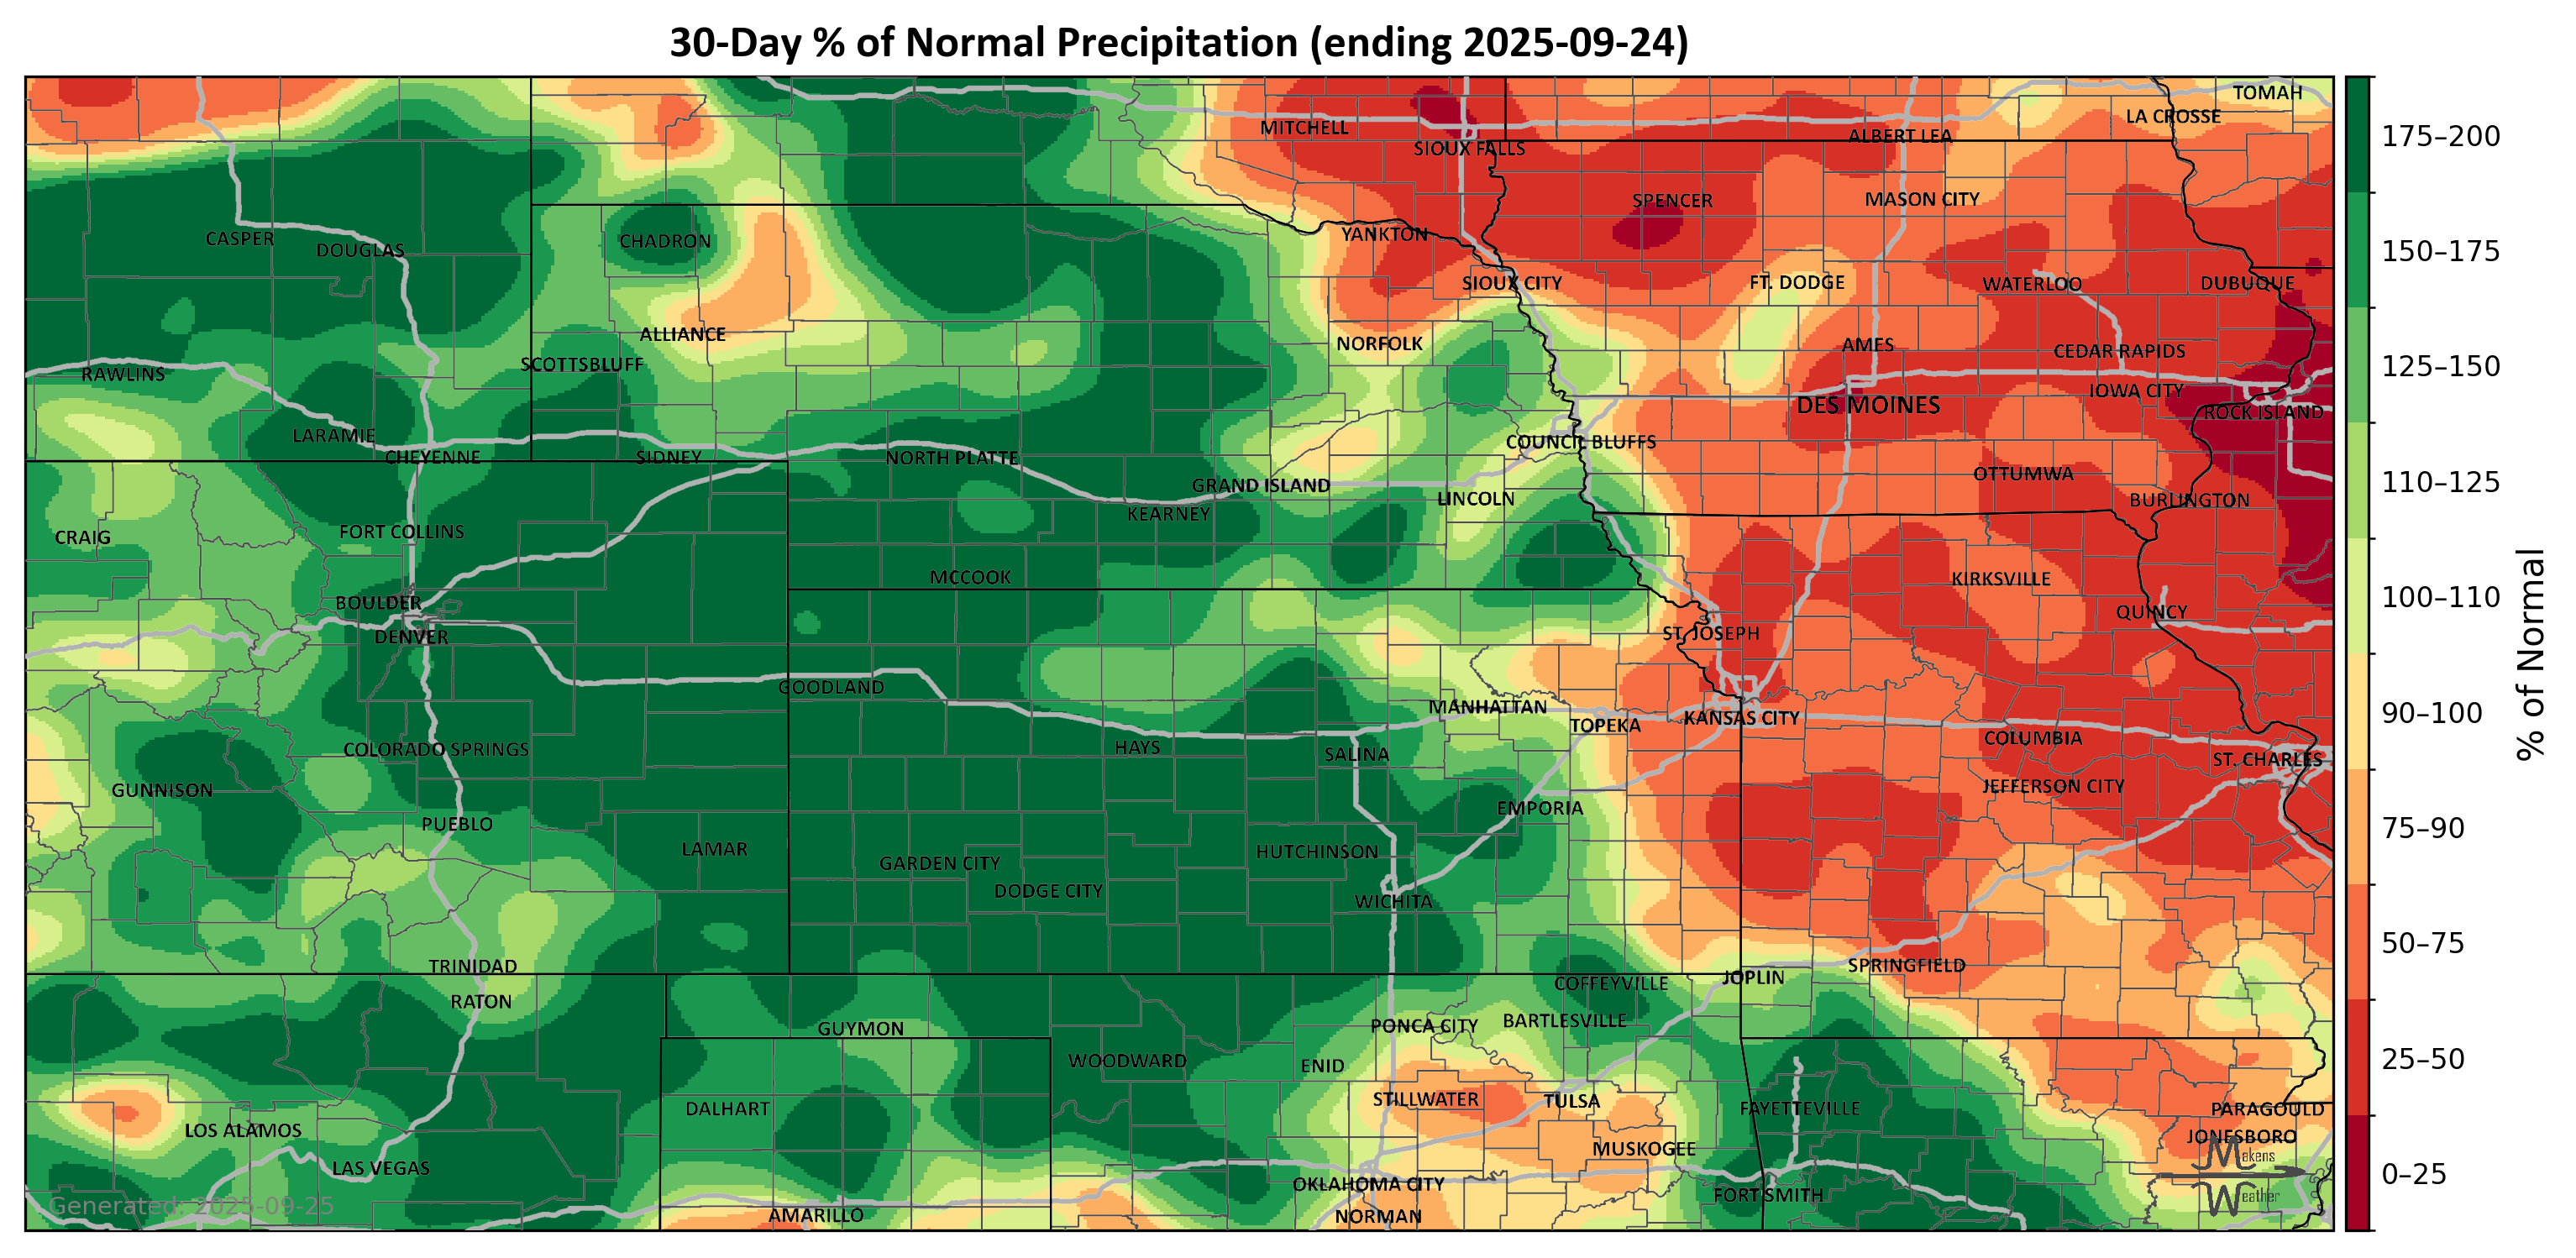 30-Day % of Normal Precipitation (ending 2025-09-24)
TOMAH
LA CROSSE
MITCHELL
ALBERT LEA
SIOUX FALLS
SPENCER
MASON CITY
YANKTON
CASPER
DOUGLAS
CHADRON
SIOUX CITY
FT. DODGE
WATERLOO
DUBUQUE
ALLIANCE
NORFOLK
AMES
CEDAR RAPIDS
SCOTTSBLUFF
RAWLINS
IOWA CITY
DES MOINES
ROCK ISLAND
LARAMIE
COUNCIL BLUFFS
CHEYENNE
SIDNEY
NORTH PLATTE
OTTUMWA
GRAND ISLAND
LINCOLN
BURLINGTON
KEARNEY
CRAIG
FORT COLLINS
MCCOOK
KIRKSVILLE
BOULDER
QUINCY
DENVER
ST. JOSEPH
GOODLAND
MANHATTAN
TOPEKA
KANSAS CITY
COLUMBIA
COLORADO SPRINGS
HAYS
SALINA
ST. CHARLES
GUNNISON
JEFFERSON CITY
EMPORIA
PUEBLO
LAMAR
HUTCHINSON
GARDEN CITY
DODGE CITY
WICHITA
TRINIDAD
SPRINGFIELD
JOPLIN
COFFEYVILLE
RATON
GUYMON
PONCA CITY
BARTLESVILLE
WOODWARD
ENID
DALHART
STILLWATER
TULSA
FAYETTEVILLE
PARAGOULD
LOS ALAMOS
JONESBORO
MUSKOGEE
LAS VEGAS
OKLAHOMA CITY
FORT SMITH
AMARILLO
NORMAN
Makens
Weather
Generated: 2025-09-25
175–200
150–175
125–150
110–125
100–110
90–100
75–90
50–75
25–50
0–25
% of Normal